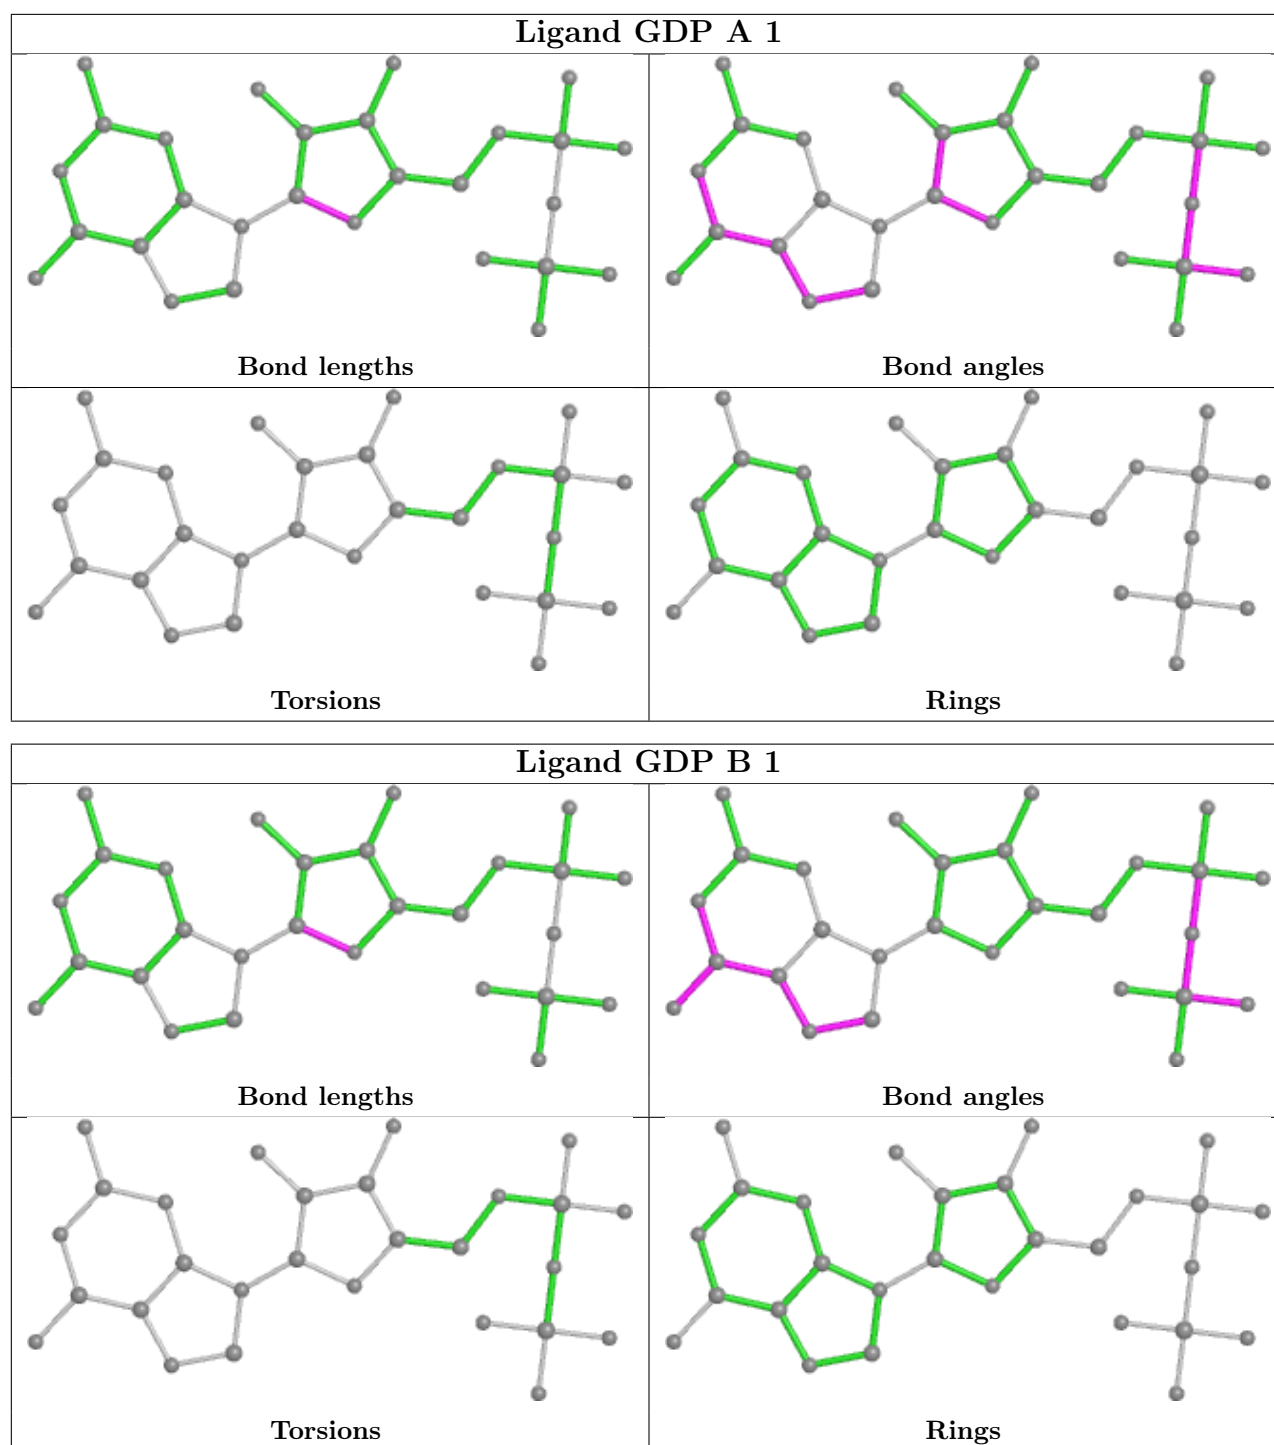 Ligand GDP A 1
Bond lengths
Bond angles
Torsions
Rings
Ligand GDP B 1
Bond lengths
Bond angles
Torsions
Rings